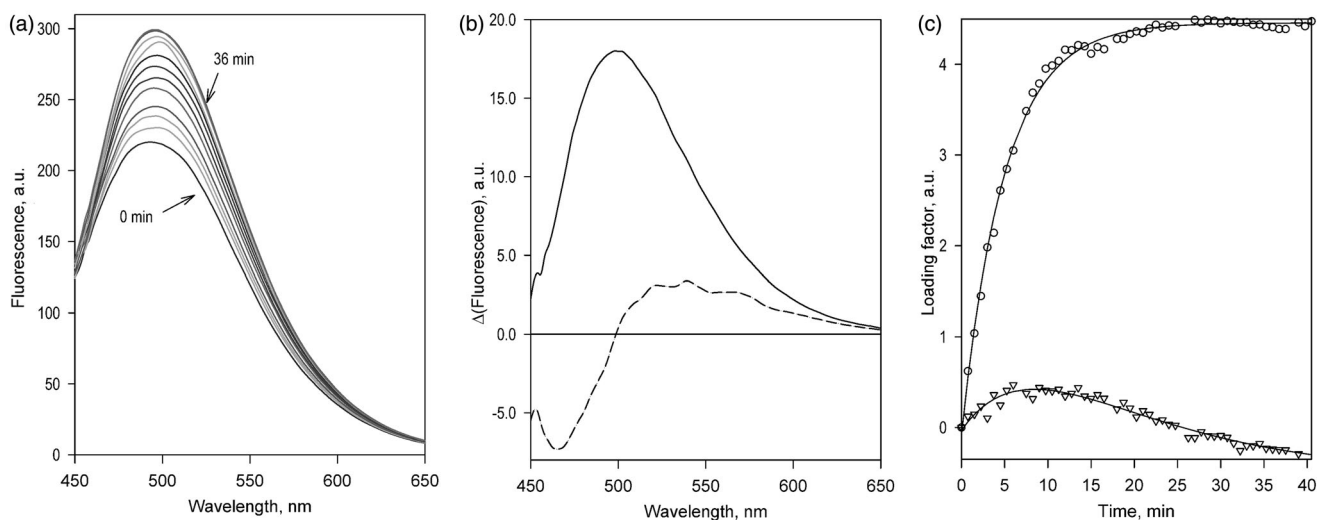 (a)
300
250
200
150
100
50
0
Fluorescence, a.u.
36 min
0 min
450 500 550 600 650
Wavelength, nm
(b)
20.0
15.0
10.0
5.0
0.0
-5.0
Δ(Fluorescence), a.u.
450 500 550 600 650
Wavelength, nm
(c)
4
3
2
1
0
Loading factor, a.u.
0 5 10 15 20 25 30 35 40
Time, min